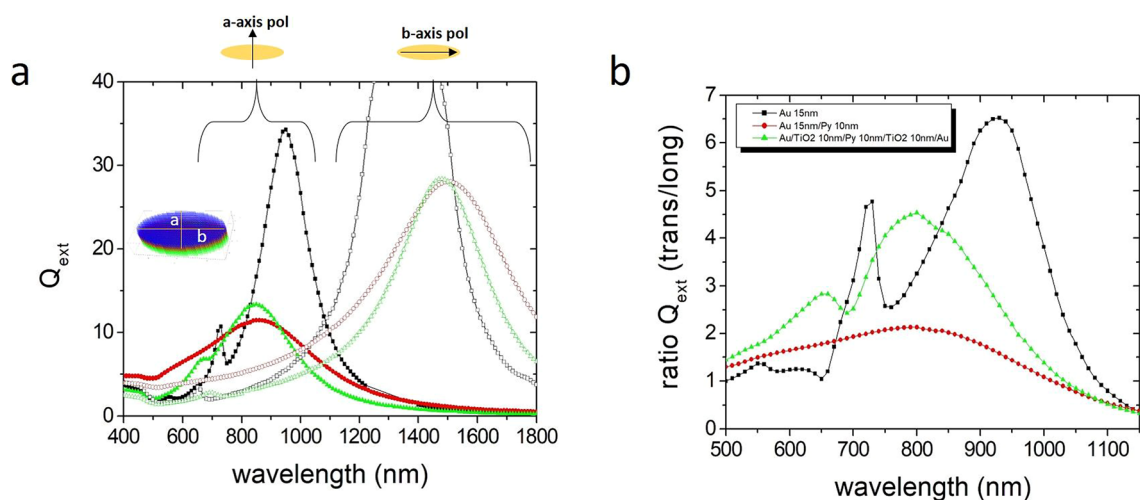 a-axis pol
b-axis pol
a
40
30
20
10
0
Q_ext
a
b
400 600 800 1000 1200 1400 1600 1800
wavelength (nm)
b
7
6
5
4
3
2
1
0
ratio Q_ext (trans/long)
Au 15nm
Au 15nm/Py 10nm
Au/TiO2 10nm/Py 10nm/TiO2 10nm/Au
500 600 700 800 900 1000 1100
wavelength (nm)